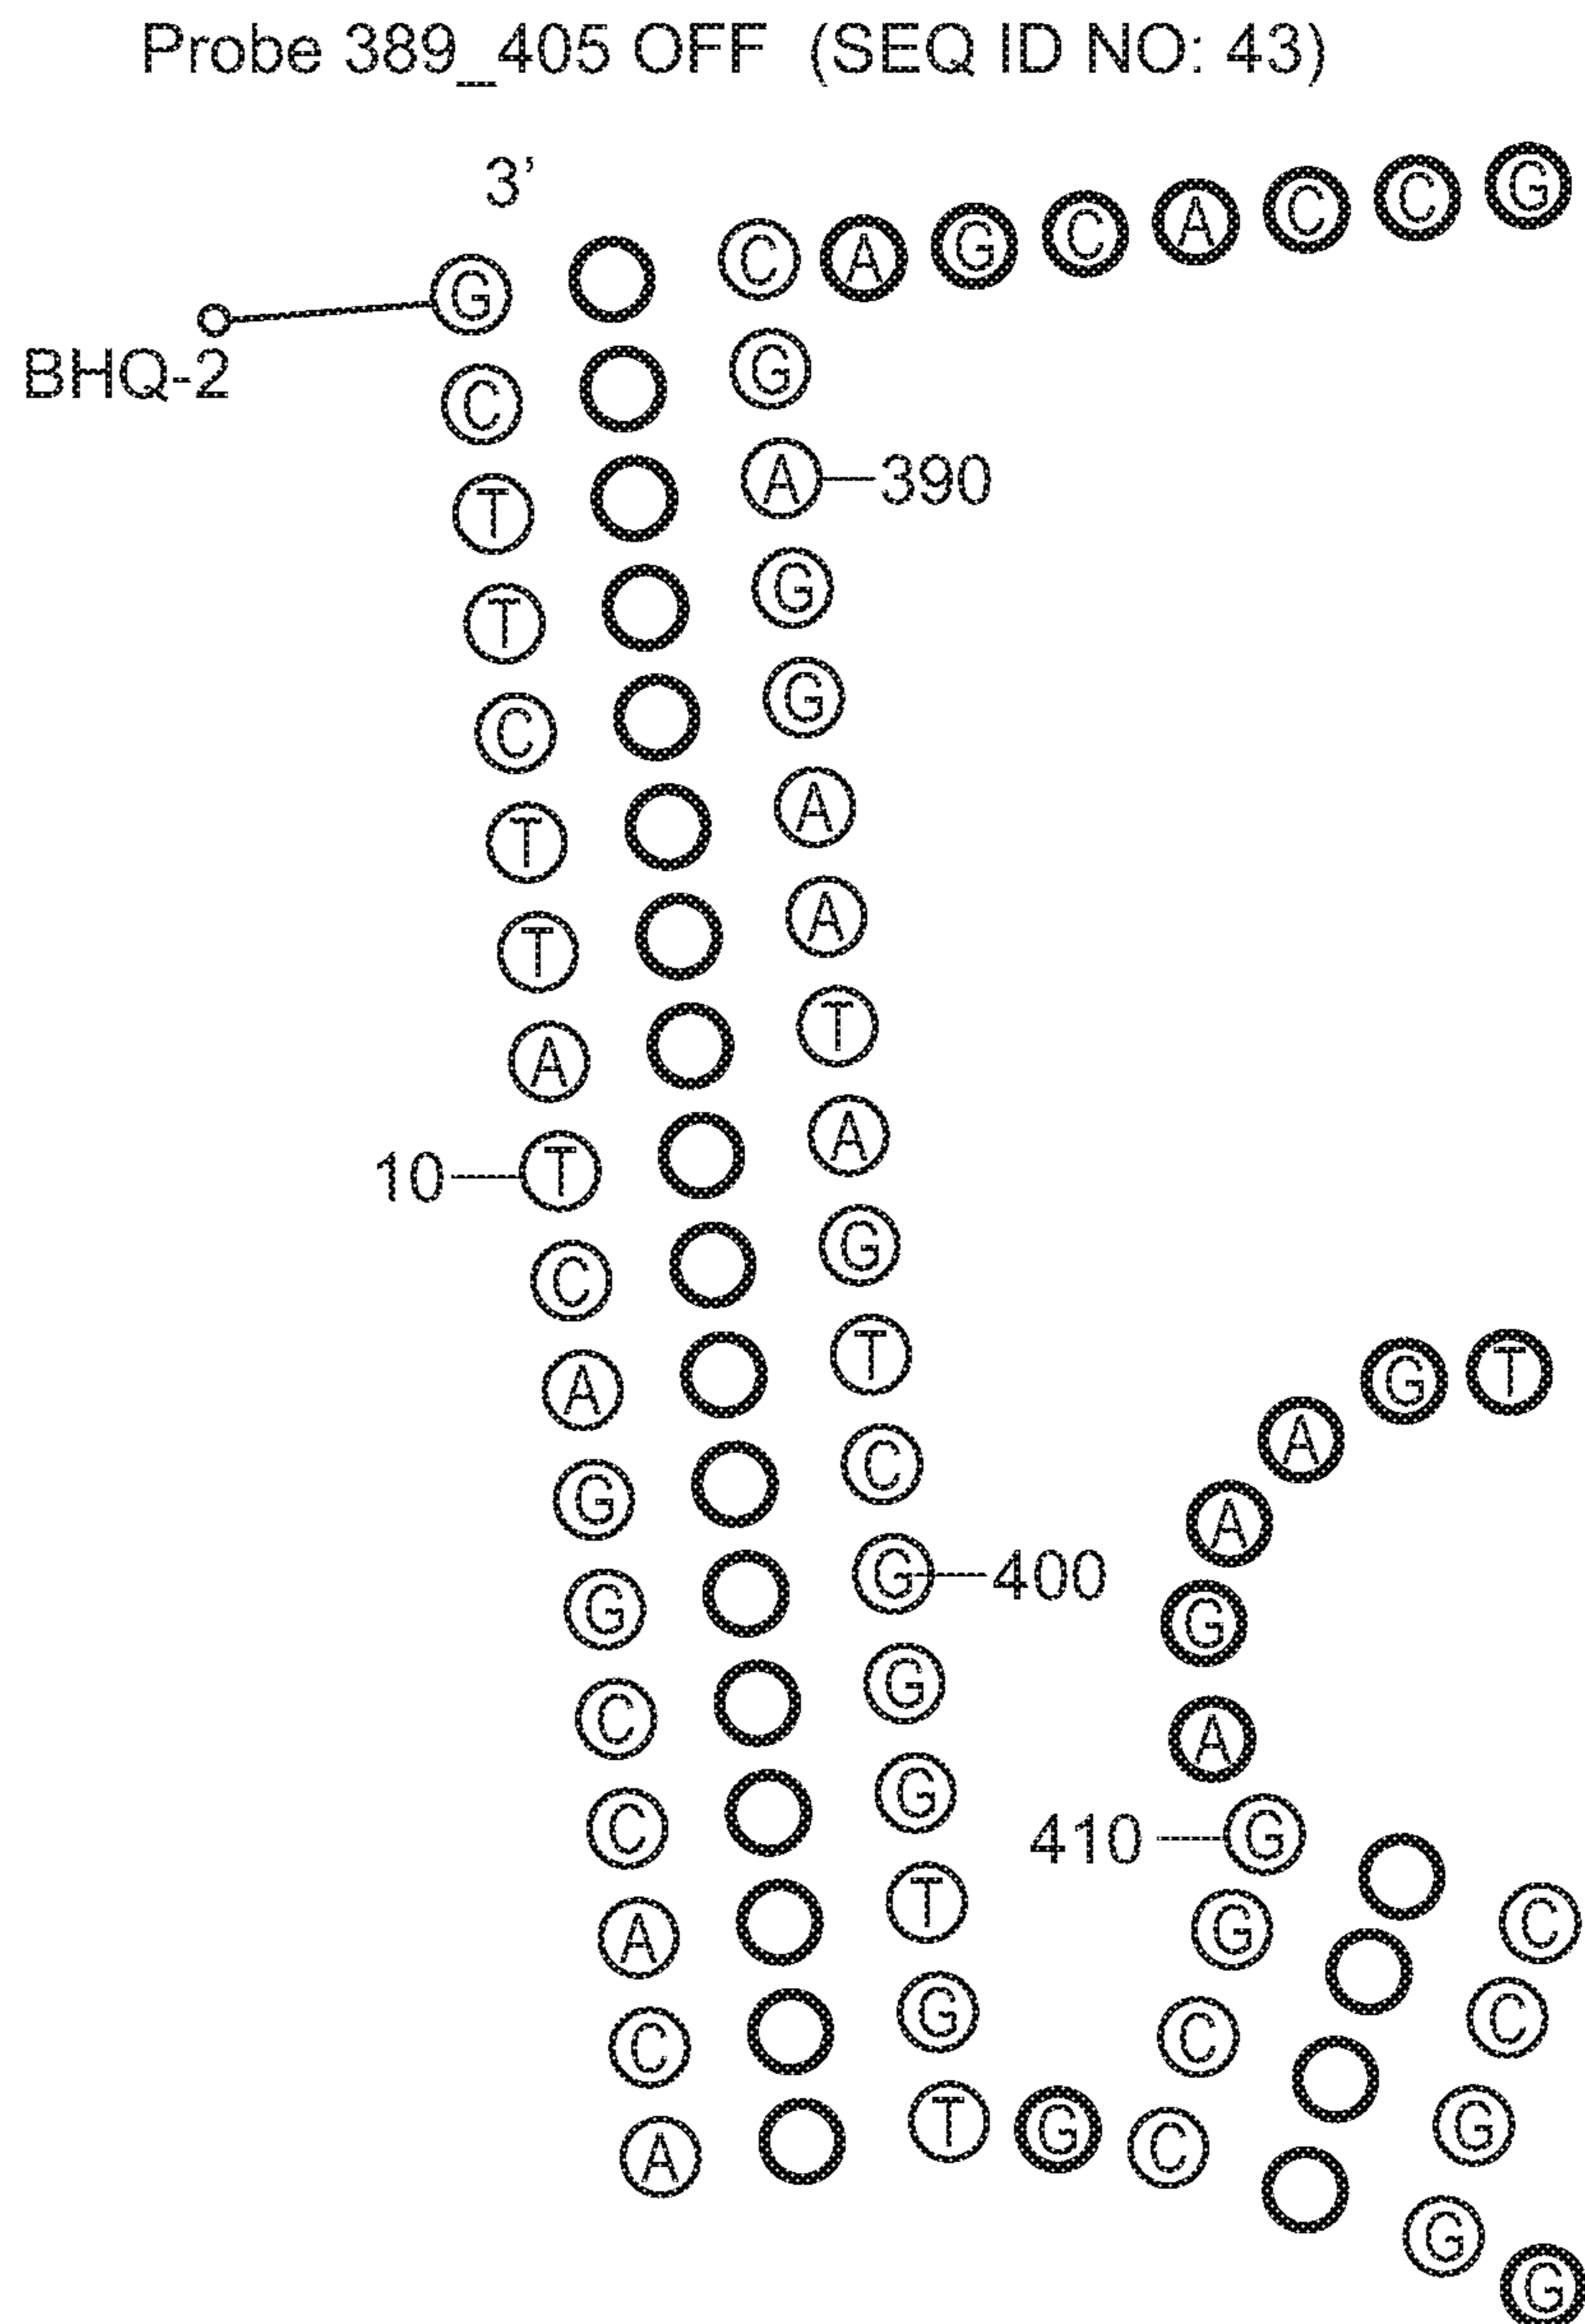 Probe 389_405 OFF (SEQ ID NO: 43)
3’
G C A G C A C C G
BHQ-2
C G
T A 390
T G
C G
T A
T A
A T
10 T A
C G
A T
G C
G G 400
C G
C G
A T
C G
A T G C
C
G
410 G
A
G
A
A
G T
C
C
G
G
G